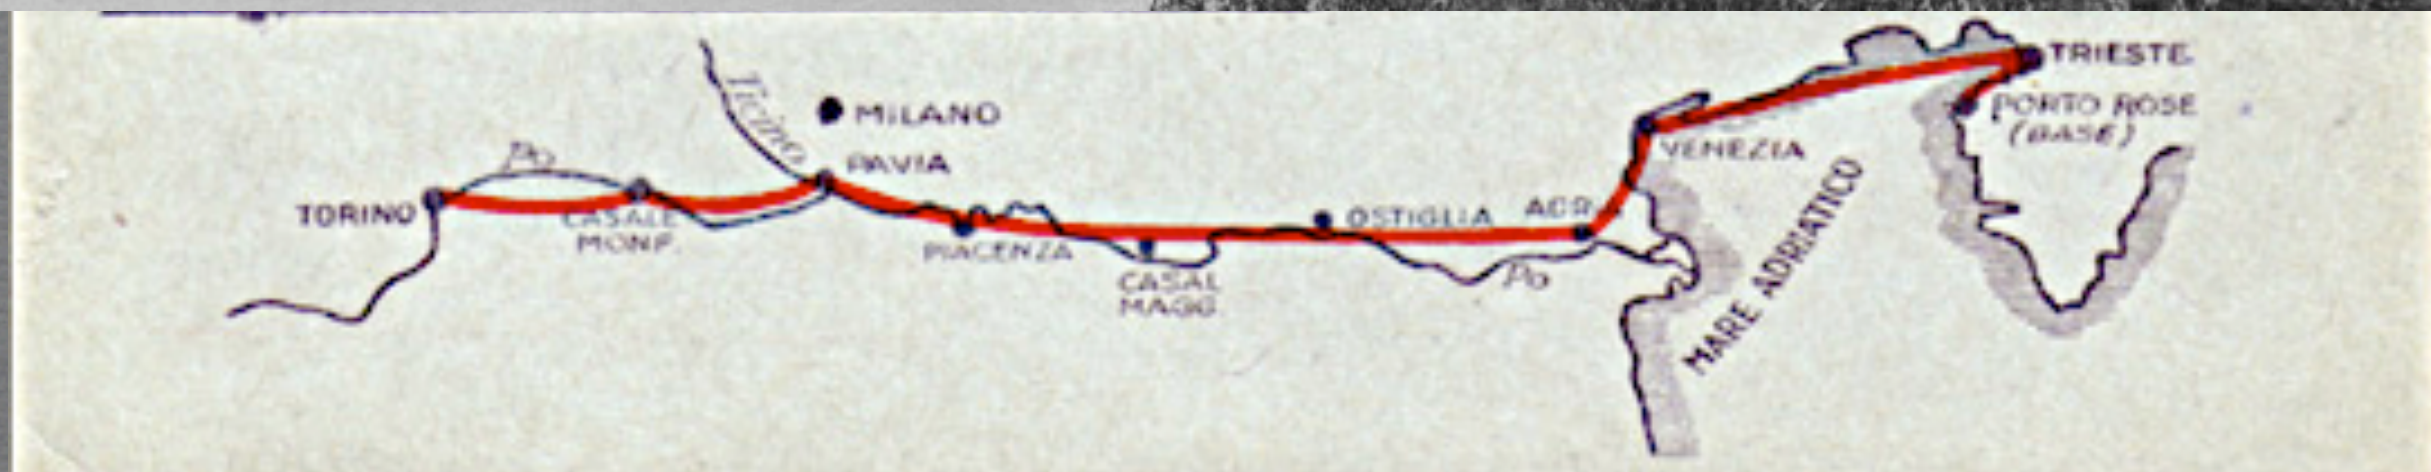 TRIESTE
Ticino
MILANO
PORTO ROSE
(BASE)
Po
PAVIA
VENEZIA
TORINO
CASALE
MONF.
OSTIGLIA
PIACENZA
CASAL
MAGG.
Po
MARE ADRIATICO